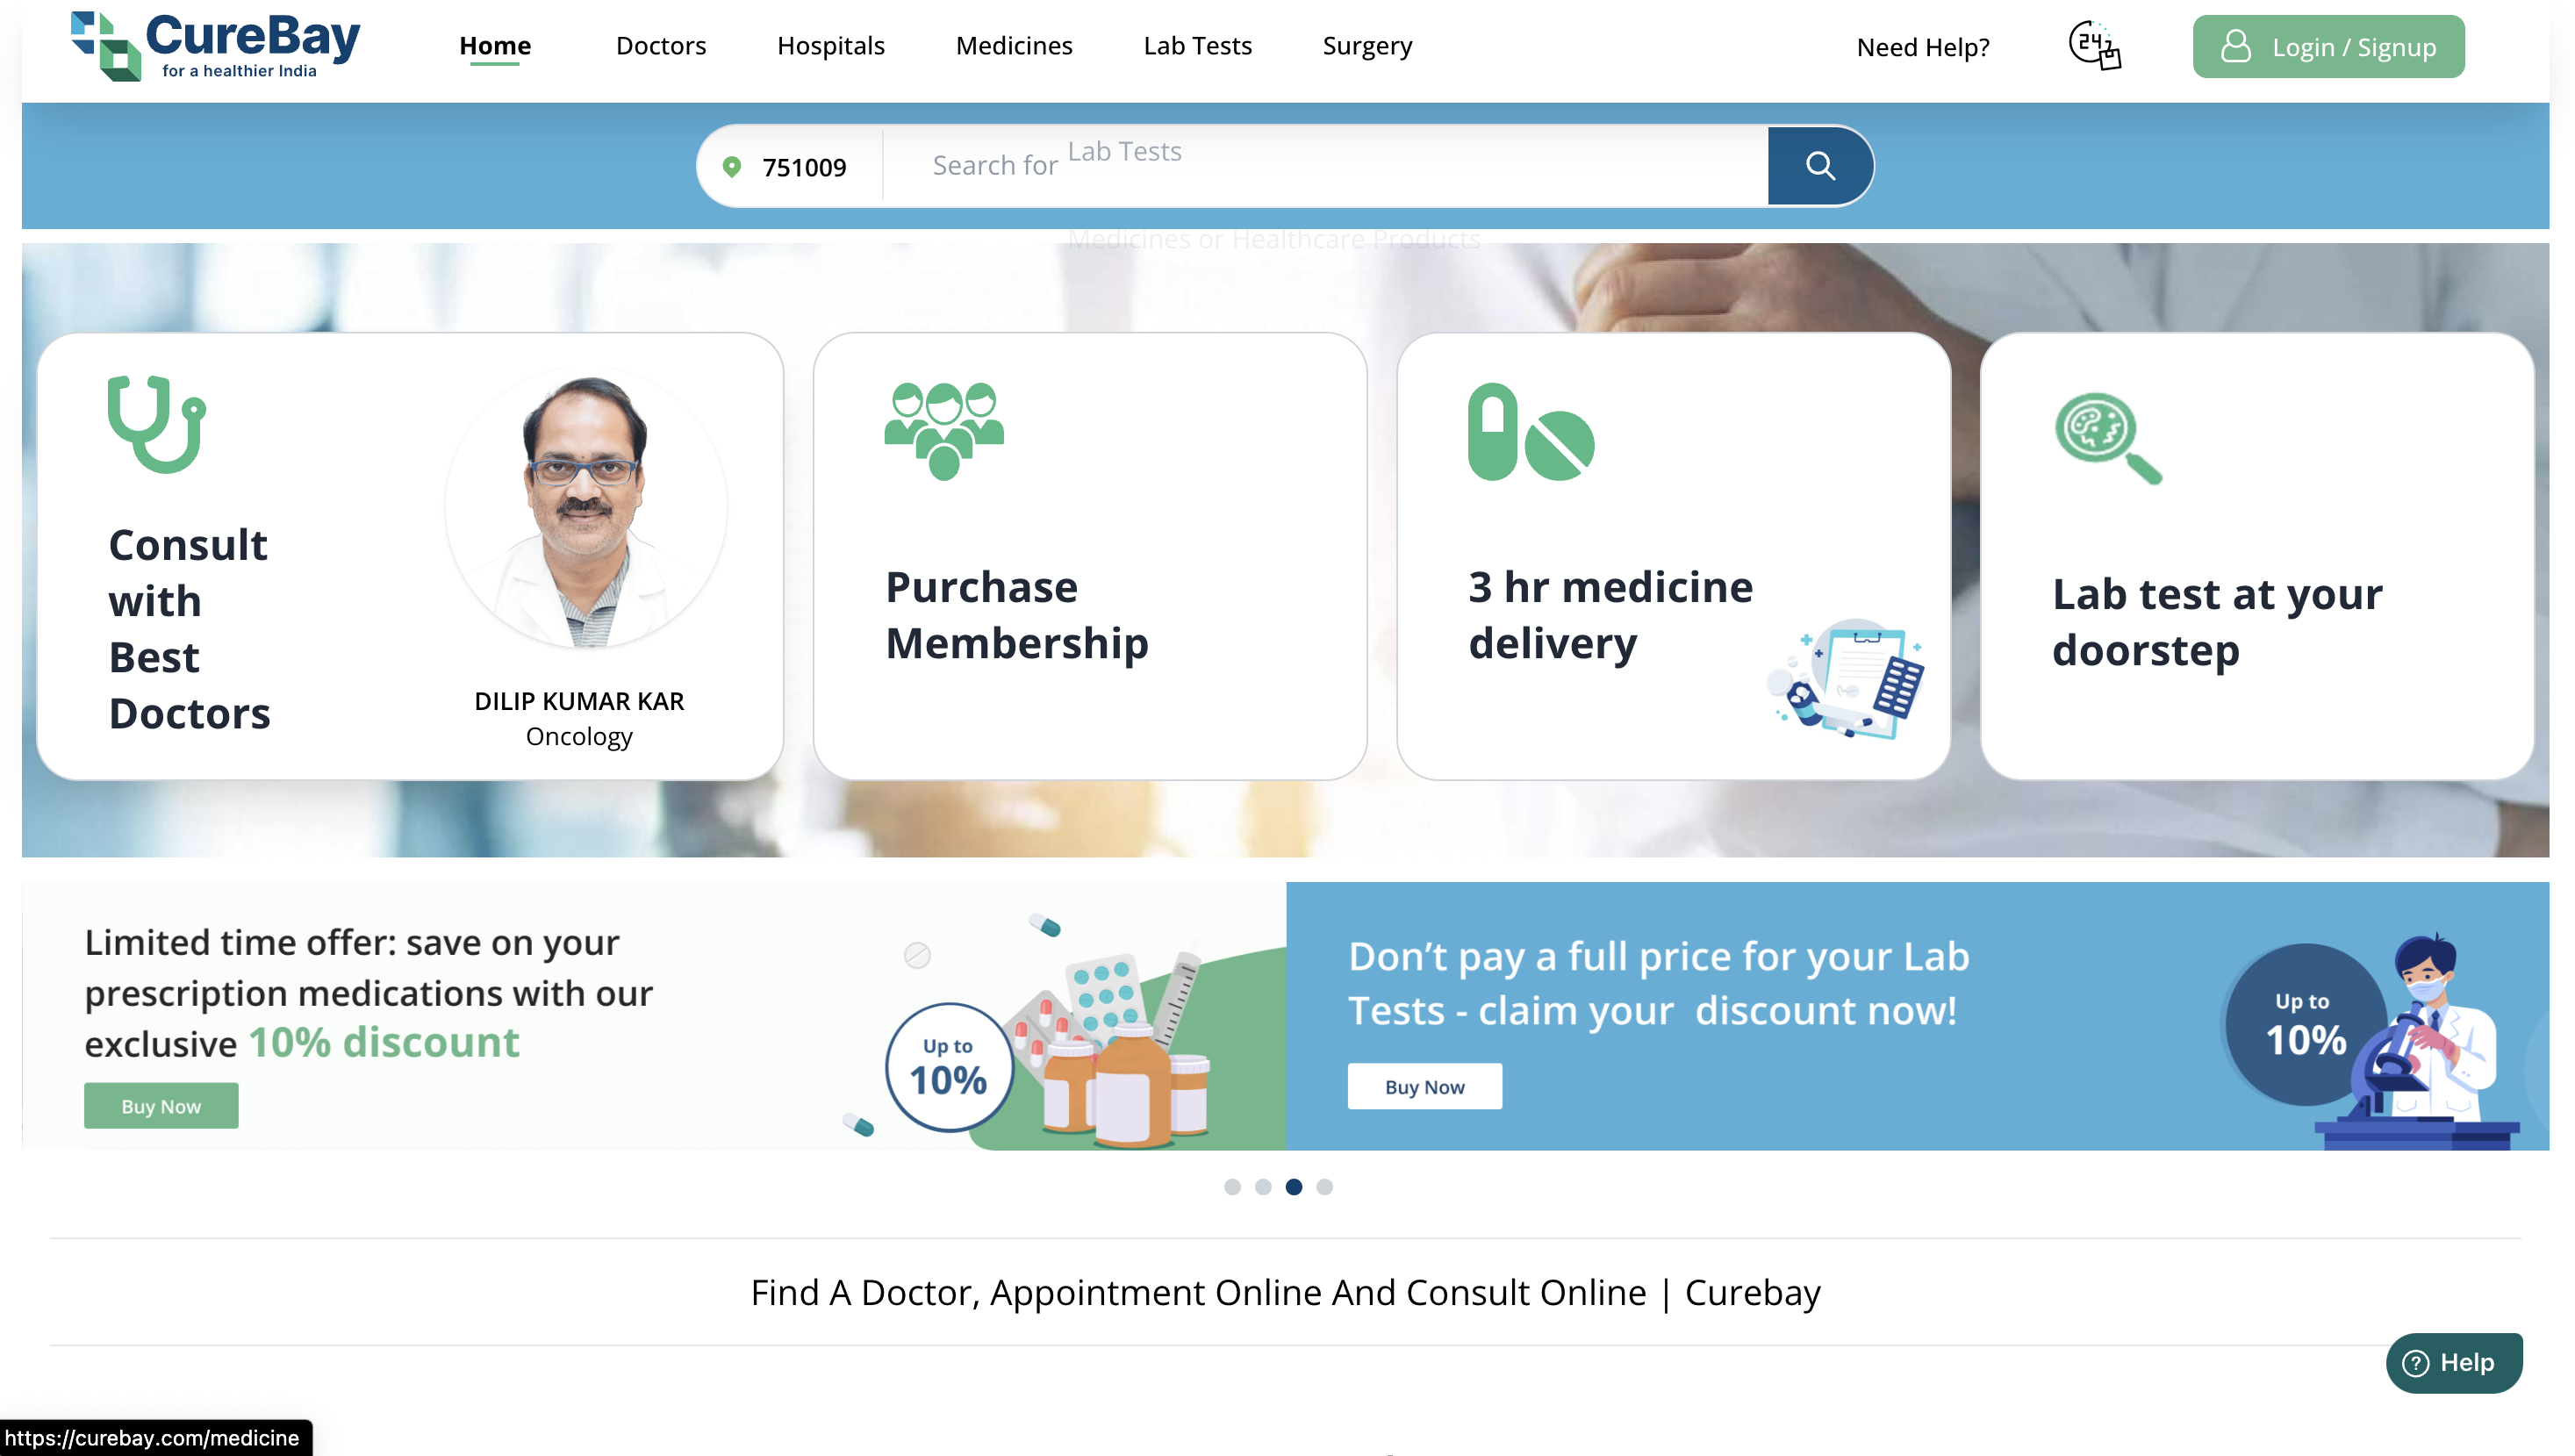 CureBay
for a healthier India
Home
Doctors
Hospitals
Medicines
Lab Tests
Surgery
Need Help?
24
Login / Signup
751009
Search for
Lab Tests
Medicines or Healthcare Products
Consult
with
Best
Doctors
DILIP KUMAR KAR
Oncology
Purchase
Membership
3 hr medicine
delivery
Lab test at your
doorstep
Limited time offer: save on your
prescription medications with our
exclusive 10% discount
Buy Now
Up to
10%
Don’t pay a full price for your Lab
Tests - claim your discount now!
Buy Now
Up to
10%
Find A Doctor, Appointment Online And Consult Online | Curebay
Help
https://curebay.com/medicine